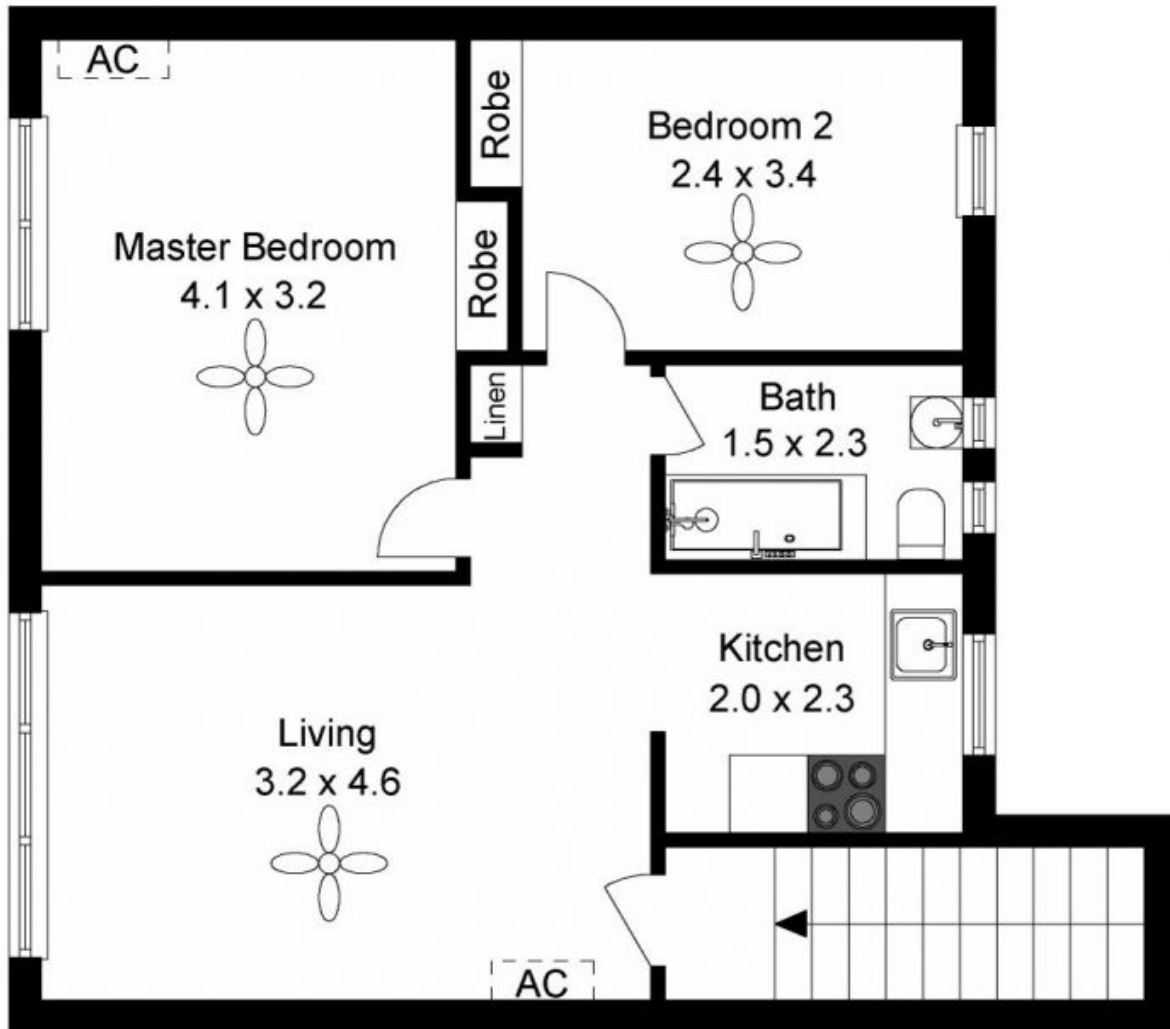 AC
Master Bedroom
4.1 x 3.2
Robe
Robe
Bedroom 2
2.4 x 3.4
Linen
Bath
1.5 x 2.3
Kitchen
2.0 x 2.3
Living
3.2 x 4.6
AC